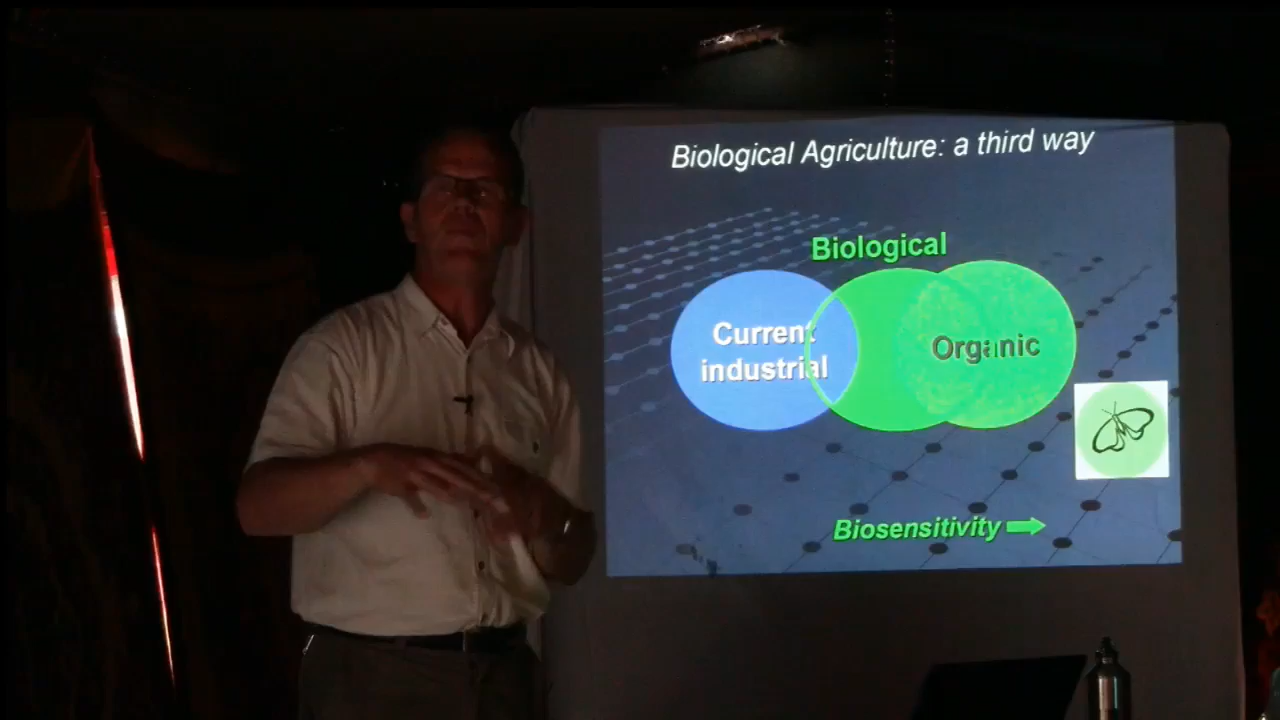 Biological Agriculture: a third way
Biological
Current
industrial
Organic
Biosensitivity